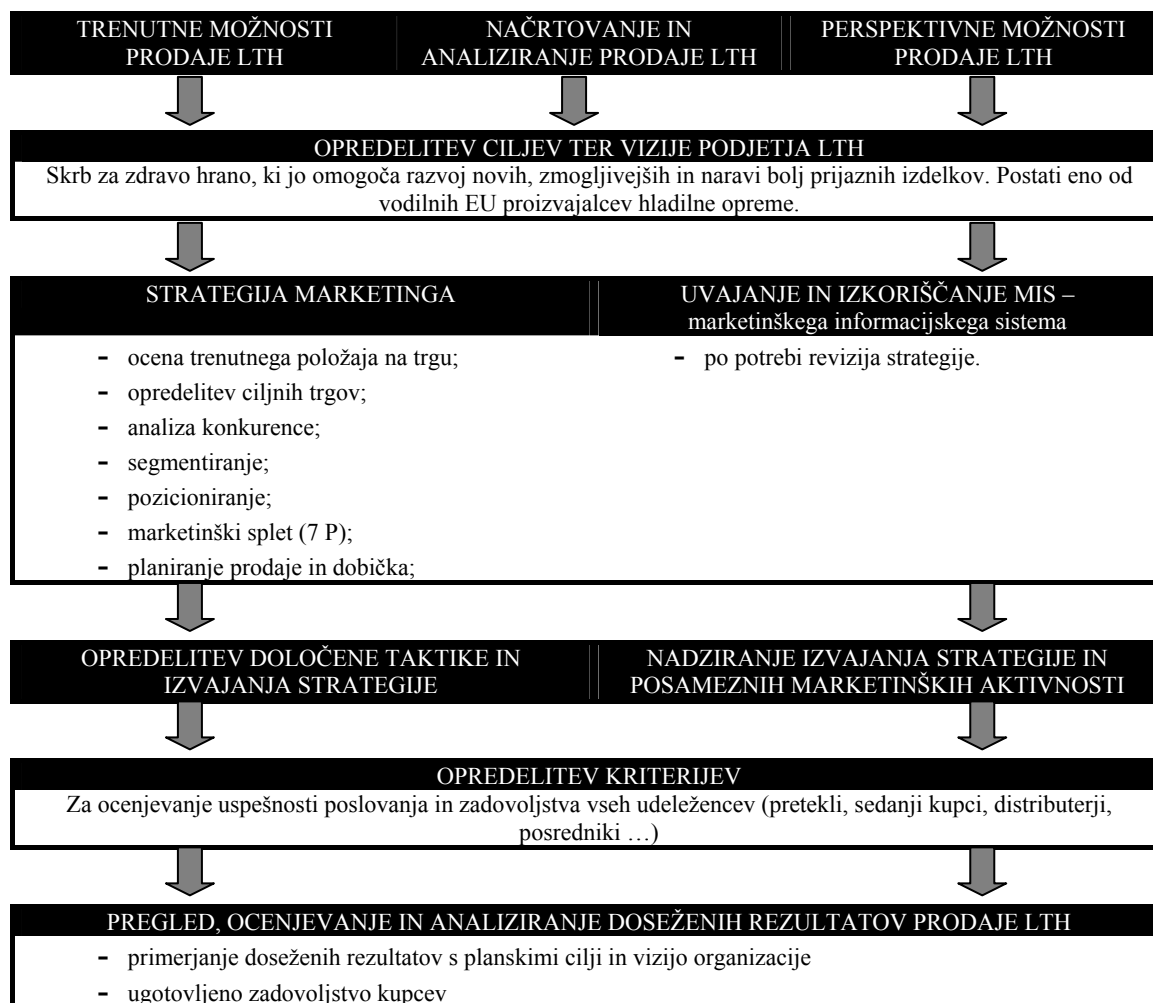 TRENUTNE MOŽNOSTI
PRODAJE LTH
NAČRTOVANJE IN
ANALIZIRANJE PRODAJE LTH
PERSPEKTIVNE MOŽNOSTI
PRODAJE LTH
OPREDELITEV CILJEV TER VIZIJE PODJETJA LTH
Skrb za zdravo hrano, ki jo omogoča razvoj novih, zmogljivejših in naravi bolj prijaznih izdelkov. Postati eno od
vodilnih EU proizvajalcev hladilne opreme.
STRATEGIJA MARKETINGA
- ocena trenutnega položaja na trgu;
- opredelitev ciljnih trgov;
- analiza konkurence;
- segmentiranje;
- pozicioniranje;
- marketinški splet (7 P);
- planiranje prodaje in dobička;
UVAJANJE IN IZKORIŠČANJE MIS –
marketinškega informacijskega sistema
- po potrebi revizija strategije.
OPREDELITEV DOLOČENE TAKTIKE IN
IZVAJANJA STRATEGIJE
NADZIRANJE IZVAJANJA STRATEGIJE IN
POSAMEZNIH MARKETINŠKIH AKTIVNOSTI
OPREDELITEV KRITERIJEV
Za ocenjevanje uspešnosti poslovanja in zadovoljstva vseh udeležencev (pretekli, sedanji kupci, distributerji,
posredniki …)
PREGLED, OCENJEVANJE IN ANALIZIRANJE DOSEŽENIH REZULTATOV PRODAJE LTH
- primerjanje doseženih rezultatov s planskimi cilji in vizijo organizacije
- ugotovljeno zadovoljstvo kupcev